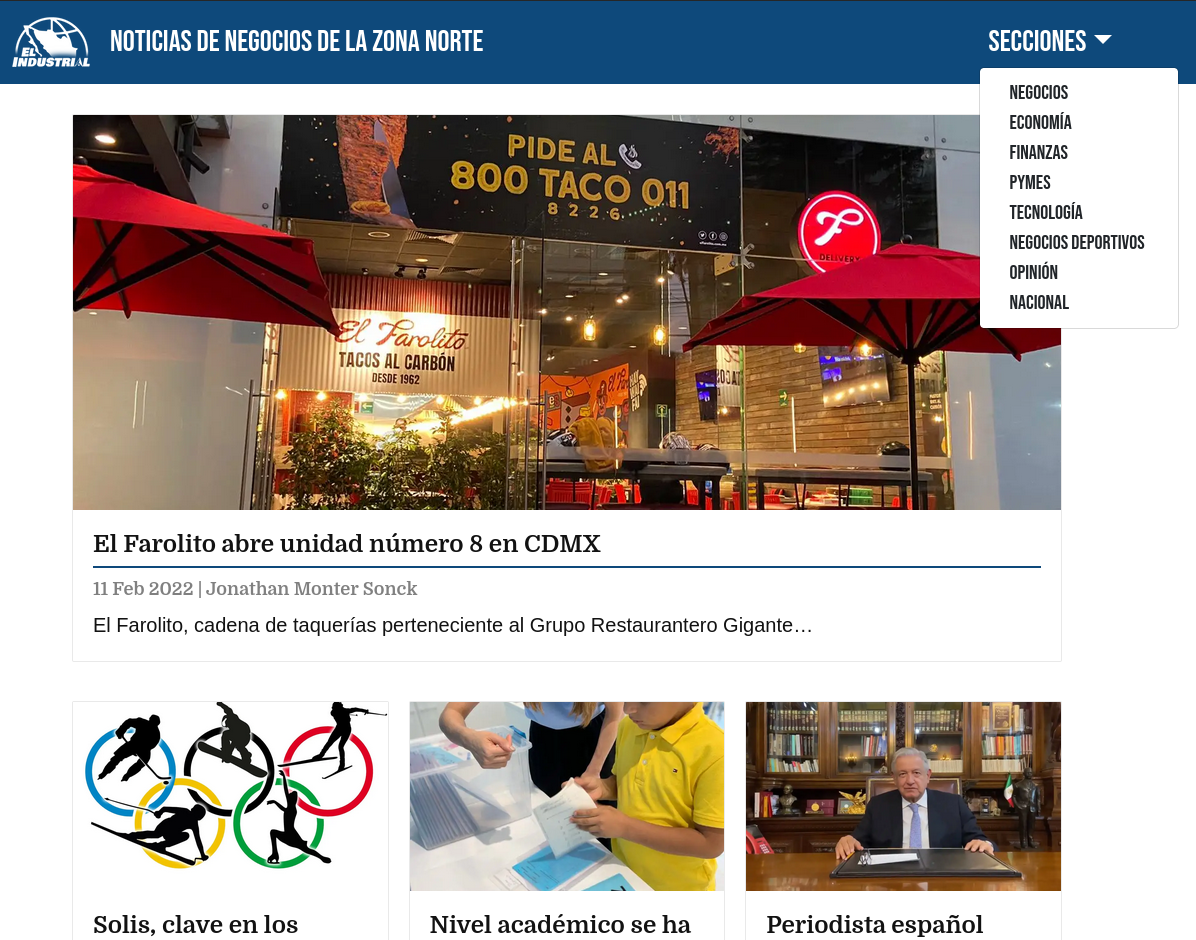 EL
INDUSTRIAL
NOTICIAS DE NEGOCIOS DE LA ZONA NORTE
SECCIONES
NEGOCIOS
ECONOMÍA
FINANZAS
PYMES
TECNOLOGÍA
NEGOCIOS DEPORTIVOS
OPINIÓN
NACIONAL
PIDE AL
800 TACO 011
8226
DELIVERY
El Farolito
TACOS AL CARBÓN
DESDE 1962
El Farolito abre unidad número 8 en CDMX
11 Feb 2022 | Jonathan Monter Sonck
El Farolito, cadena de taquerías perteneciente al Grupo Restaurantero Gigante…
Solis, clave en los
Nivel académico se ha
Periodista español